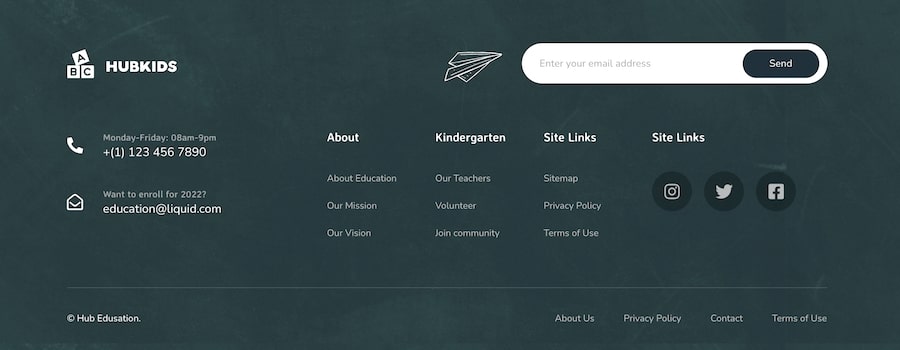 ABC
HUBKIDS
Enter your email address
Send
Monday-Friday: 08am-9pm
+(1) 123 456 7890
Want to enroll for 2022?
education@liquid.com
About
About Education
Our Mission
Our Vision
Kindergarten
Our Teachers
Volunteer
Join community
Site Links
Sitemap
Privacy Policy
Terms of Use
Site Links
© Hub Edusation.
About Us
Privacy Policy
Contact
Terms of Use